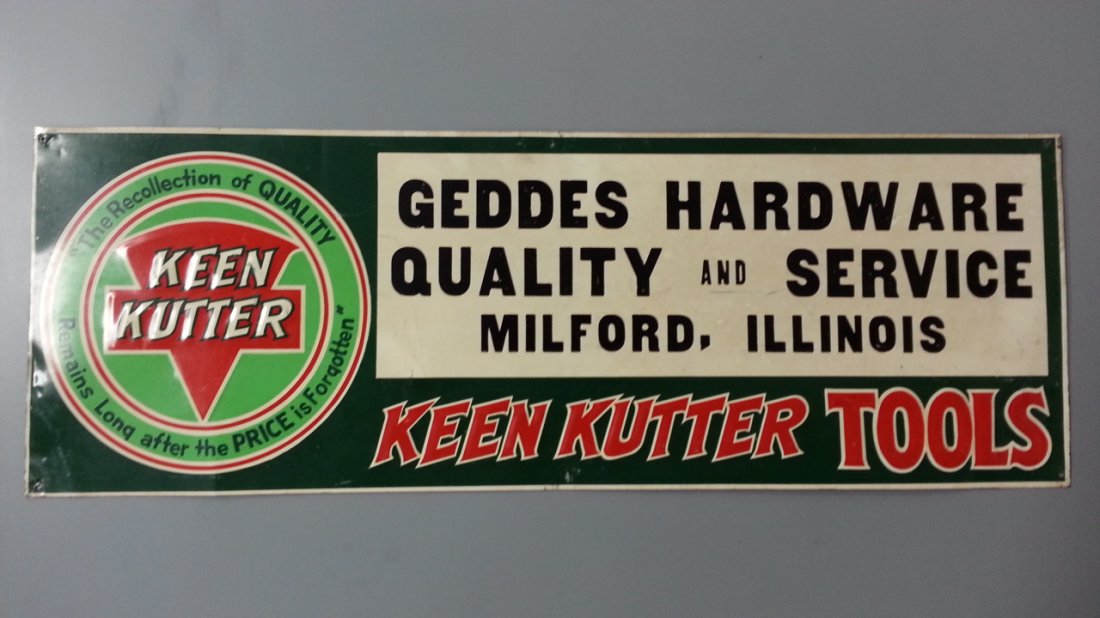 "The Recollection of QUALITY
Remains Long after the PRICE is Forgotten"
KEEN
KUTTER
GEDDES HARDWARE
QUALITY AND SERVICE
MILFORD, ILLINOIS
KEEN KUTTER TOOLS